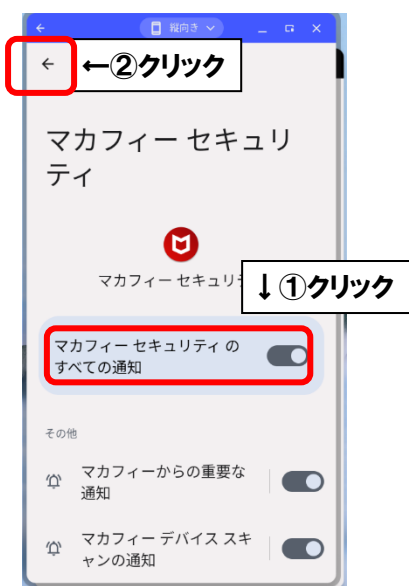 縦向き
←②クリック
マカフィー セキュリ
ティ
マカフィー セキュリ
↓①クリック
マカフィー セキュリティ の
すべての通知
その他
マカフィーからの重要な
通知
マカフィー デバイス スキ
ャンの通知